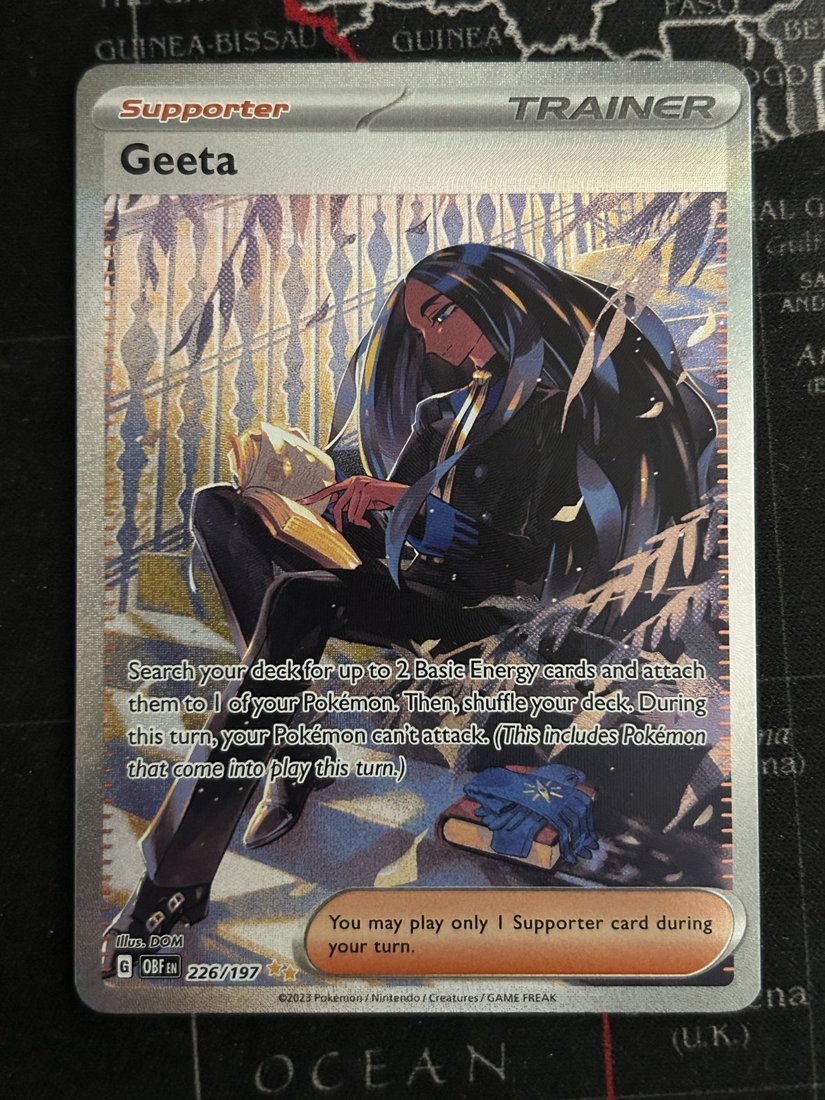 PASO
GUINEA-BISSAU
GUINEA
Supporter
TRAINER
Geeta
Search your deck for up to 2 Basic Energy cards and attach
them to 1 of your Pokémon. Then, shuffle your deck. During
this turn, your Pokémon can't attack. (This includes Pokémon
that come into play this turn.)
You may play only 1 Supporter card during
your turn.
Illus. DOM
G OBF EN 226/197
©2023 Pokémon / Nintendo / Creatures / GAME FREAK
(U.K.)
OCEAN